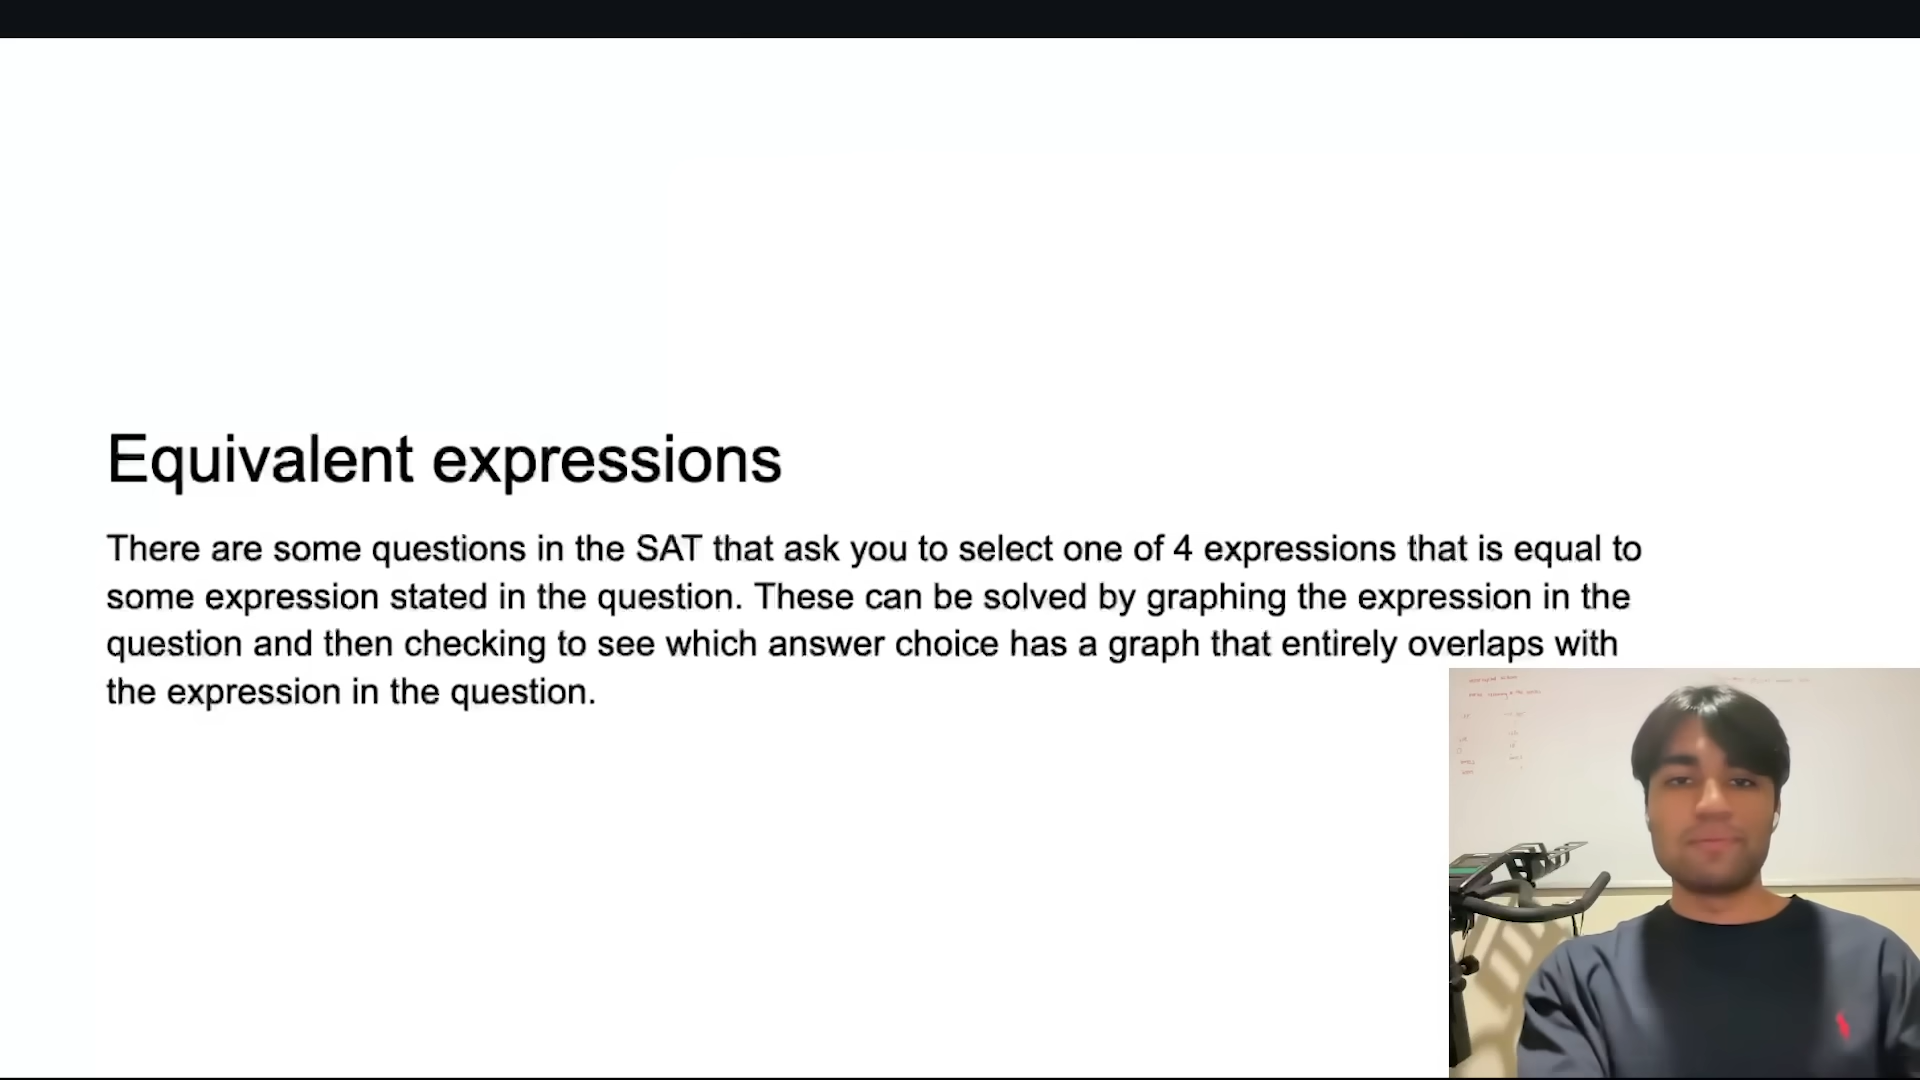 Equivalent expressions
There are some questions in the SAT that ask you to select one of 4 expressions that is equal to
some expression stated in the question. These can be solved by graphing the expression in the
question and then checking to see which answer choice has a graph that entirely overlaps with
the expression in the question.